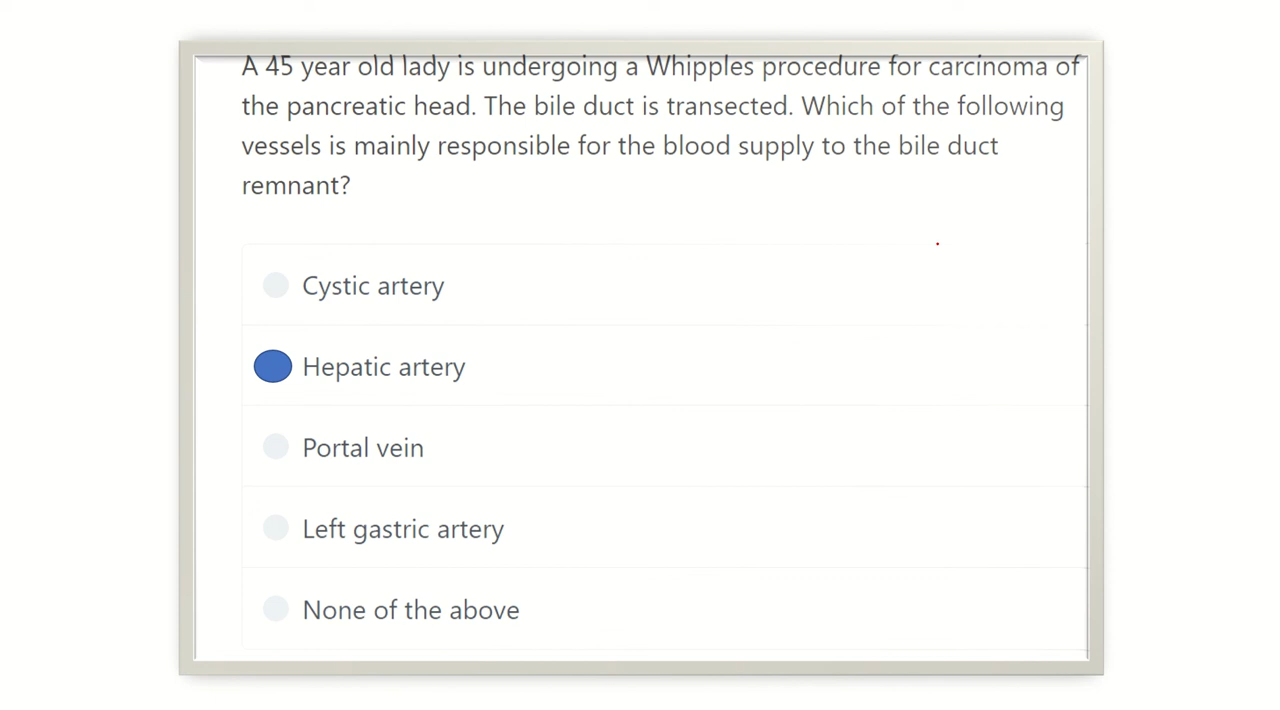 A 45 year old lady is undergoing a Whipples procedure for carcinoma of
the pancreatic head. The bile duct is transected. Which of the following
vessels is mainly responsible for the blood supply to the bile duct
remnant?
Cystic artery
Hepatic artery
Portal vein
Left gastric artery
None of the above